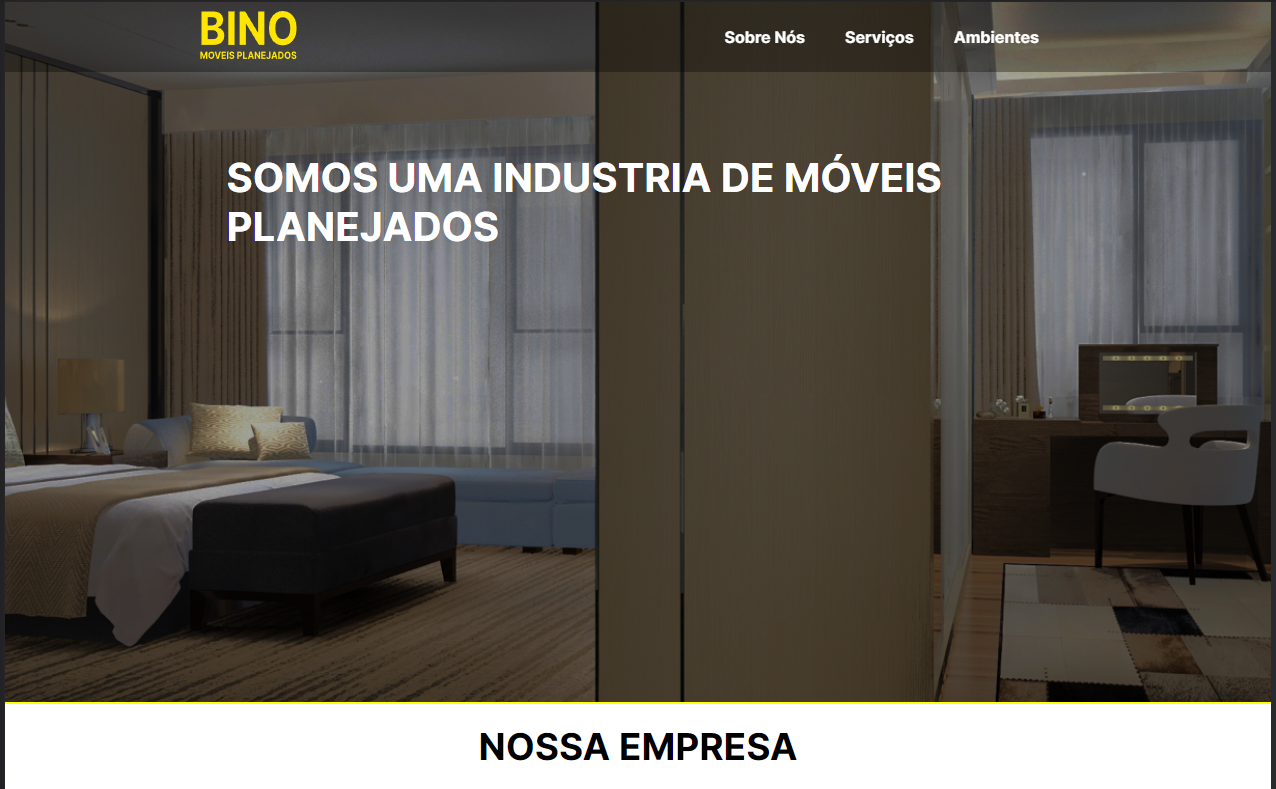 BINO
MOVEIS PLANEJADOS
Sobre Nós Serviços Ambientes
SOMOS UMA INDUSTRIA DE MÓVEIS
PLANEJADOS
NOSSA EMPRESA